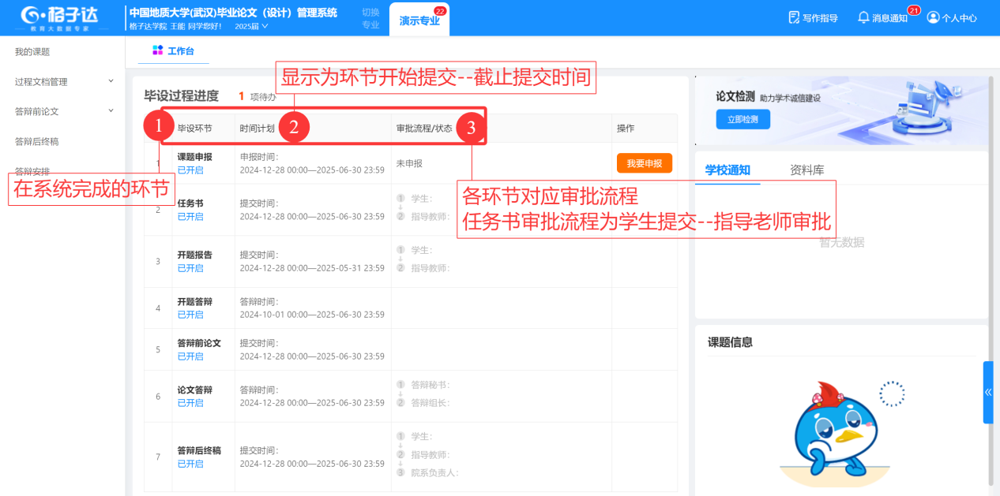 格子达
教育大数据专家
中国地质大学(武汉)毕业论文（设计）管理系统
格子达学院 王能 同学您好! 2025届
切换
专业
演示专业
22
写作指导
消息通知
21
个人中心
我的课题
过程文档管理
答辩前论文
答辩后终稿
答辩安排
工作台
显示为环节开始提交--截止提交时间
毕设过程进度 1 项待办
1
毕设环节
时间计划
2
审批流程/状态
3
操作
1
课题申报
已开启
申报时间：
2024-12-28 00:00—2025-06-30 23:59
未申报
我要申报
在系统完成的环节
各环节对应审批流程
任务书审批流程为学生提交--指导老师审批
2
任务书
已开启
提交时间：
2024-12-28 00:00—2025-06-30 23:59
1 学生：
2 指导教师：
3
开题报告
已开启
提交时间：
2024-12-28 00:00—2025-05-31 23:59
1 学生：
2 指导教师：
4
开题答辩
已开启
答辩时间：
2024-10-01 00:00—2025-06-30 23:59
5
答辩前论文
已开启
提交时间：
2024-12-28 00:00—2025-06-30 23:59
6
论文答辩
已开启
答辩时间：
2024-12-28 00:00—2025-06-30 23:59
1 答辩秘书：
2 答辩组长：
7
答辩后终稿
已开启
提交时间：
2024-12-28 00:00—2025-06-30 23:59
1 学生：
2 指导教师：
3 院系负责人：
论文检测 助力学术诚信建设
立即检测
学校通知
资料库
暂无数据
课题信息